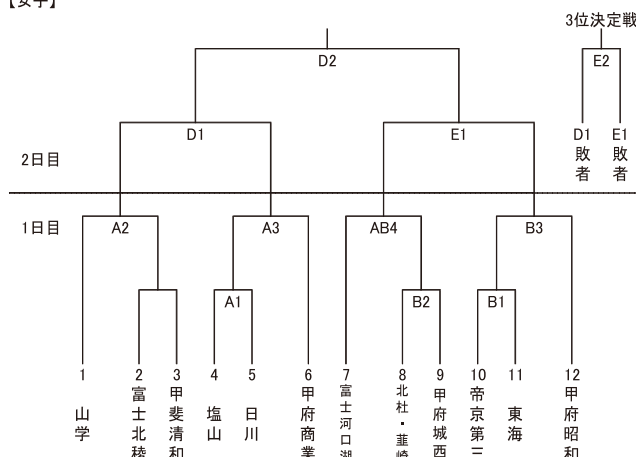 【女子】
3位決定戦
D2
E2
D1
E1
D1敗者
E1敗者
2日目
1日目
A2
A3
AB4
B3
A1
B2
B1
1
2
3
4
5
6
7
8
9
10
11
12
山学
富士北稜
甲斐清和
塩山
日川
甲府商業
富士河口湖
北杜・韮崎
甲府城西
帝京第三
東海
甲府昭和